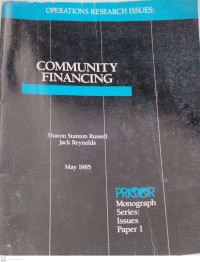 OPERATIONS RESEARCH ISSUES:
COMMUNITY
FINANCING
Sharon Stanton Russell
Jack Reynolds
May 1985
PRICOR
Monograph
Series:
Issues
Paper 1